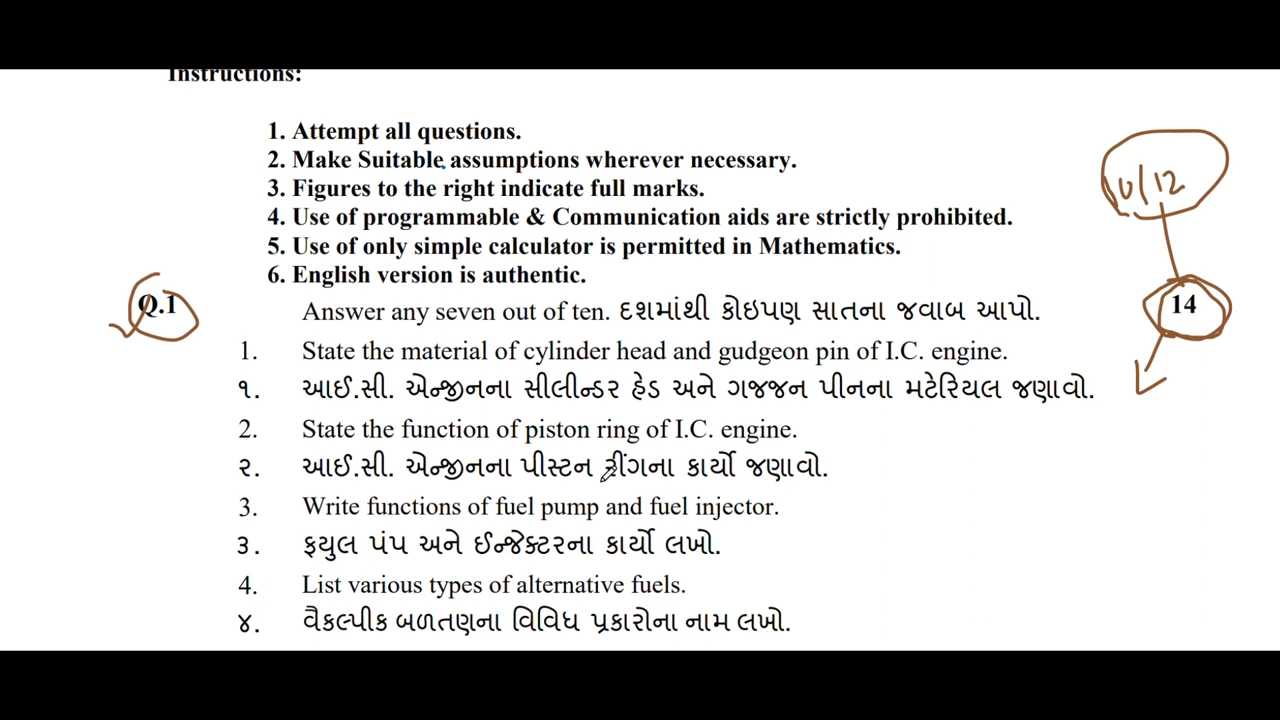 Instructions:
1. Attempt all questions.
2. Make Suitable assumptions wherever necessary.
3. Figures to the right indicate full marks.
4. Use of programmable & Communication aids are strictly prohibited.
5. Use of only simple calculator is permitted in Mathematics.
6. English version is authentic.
Q.1 Answer any seven out of ten. દશમાંથી કોઇપણ સાતના જવાબ આપો. 14
1. State the material of cylinder head and gudgeon pin of I.C. engine.
૧. આઈ.સી. એન્જીનના સીલીન્ડર હેડ અને ગજજન પીનના મટેરિયલ જણાવો.
2. State the function of piston ring of I.C. engine.
૨. આઈ.સી. એન્જીનના પીસ્ટન રીંગના કાર્યો જણાવો.
3. Write functions of fuel pump and fuel injector.
૩. ફયુલ પંપ અને ઈન્જેક્ટરના કાર્યો લખો.
4. List various types of alternative fuels.
૪. વૈકલ્પીક બળતણના વિવિધ પ્રકારોના નામ લખો.